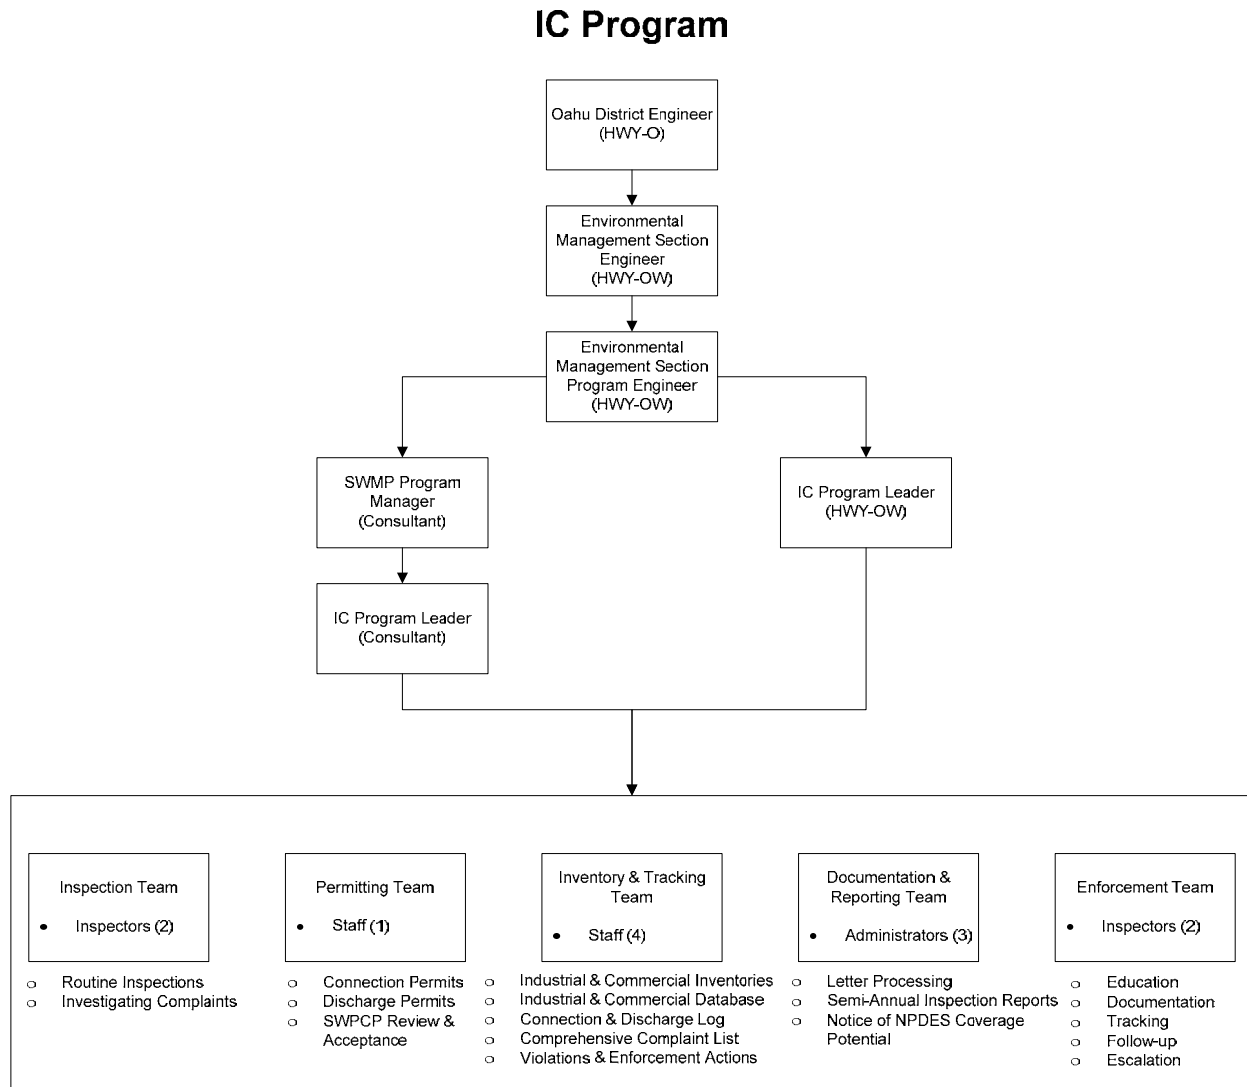 IC Program
Oahu District Engineer
(HWY-O)
Environmental
Management Section
Engineer
(HWY-OW)
Environmental
Management Section
Program Engineer
(HWY-OW)
SWMP Program
Manager
(Consultant)
IC Program Leader
(HWY-OW)
IC Program Leader
(Consultant)
Inspection Team
• Inspectors (2)
o Routine Inspections
o Investigating Complaints
Permitting Team
• Staff (1)
o Connection Permits
o Discharge Permits
o SWPCP Review &
Acceptance
Inventory & Tracking
Team
• Staff (4)
o Industrial & Commercial Inventories
o Industrial & Commercial Database
o Connection & Discharge Log
o Comprehensive Complaint List
o Violations & Enforcement Actions
Documentation &
Reporting Team
• Administrators (3)
o Letter Processing
o Semi-Annual Inspection Reports
o Notice of NPDES Coverage
Potential
Enforcement Team
• Inspectors (2)
o Education
o Documentation
o Tracking
o Follow-up
o Escalation